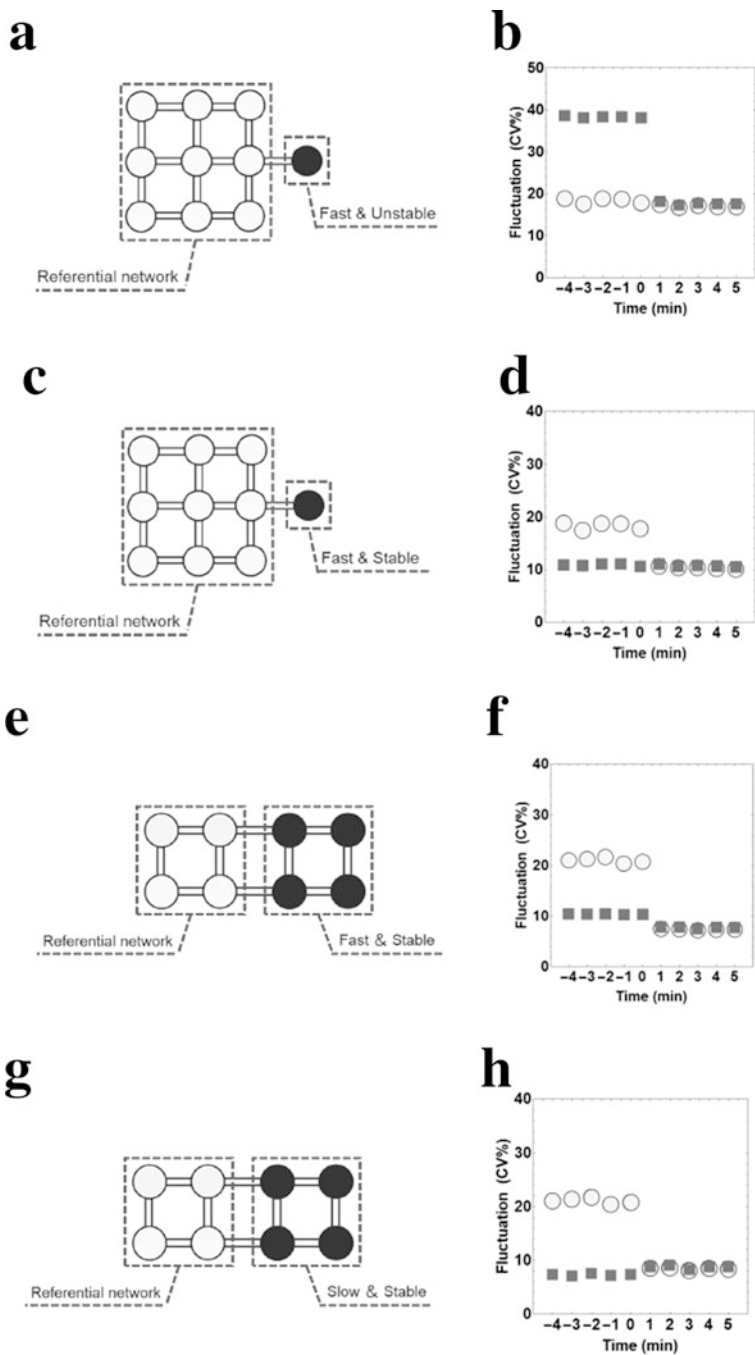 a
b
Fast & Unstable
Referential network
Fluctuation (CV%)
50
40
30
20
10
0
−4 −3 −2 −1 0 1 2 3 4 5
Time (min)
c
d
Fast & Stable
Referential network
Fluctuation (CV%)
40
30
20
10
0
−4 −3 −2 −1 0 1 2 3 4 5
Time (min)
e
f
Referential network
Fast & Stable
Fluctuation (CV%)
40
30
20
10
0
−4 −3 −2 −1 0 1 2 3 4 5
Time (min)
g
h
Referential network
Slow & Stable
Fluctuation (CV%)
40
30
20
10
0
−4 −3 −2 −1 0 1 2 3 4 5
Time (min)